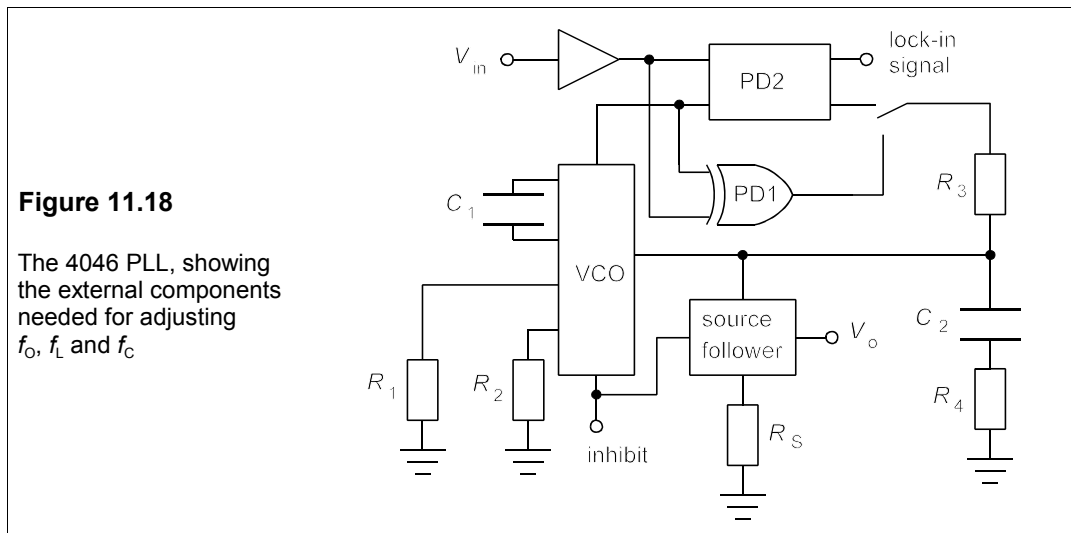 Figure 11.18
The 4046 PLL, showing
the external components
needed for adjusting
fO, fL and fC
Vin
PD2
lock-in
signal
PD1
R3
C1
VCO
source
follower
Vo
C2
R1
R2
RS
R4
inhibit